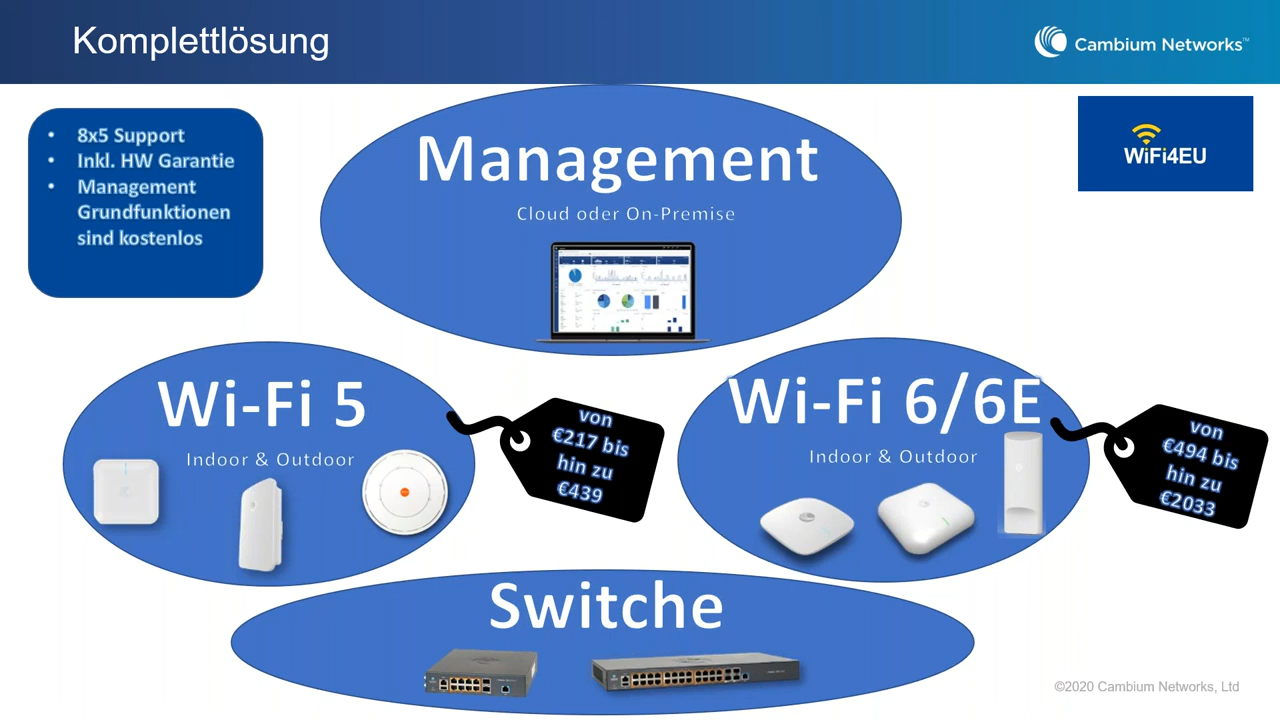 Komplettlösung
Cambium Networks™
• 8x5 Support
• Inkl. HW Garantie
• Management
Grundfunktionen
sind kostenlos
Management
Cloud oder On-Premise
WiFi4EU
Wi-Fi 5
Indoor & Outdoor
von
€217 bis
hin zu
€439
Wi-Fi 6/6E
Indoor & Outdoor
von
€494 bis
hin zu
€2033
Switche
©2020 Cambium Networks, Ltd